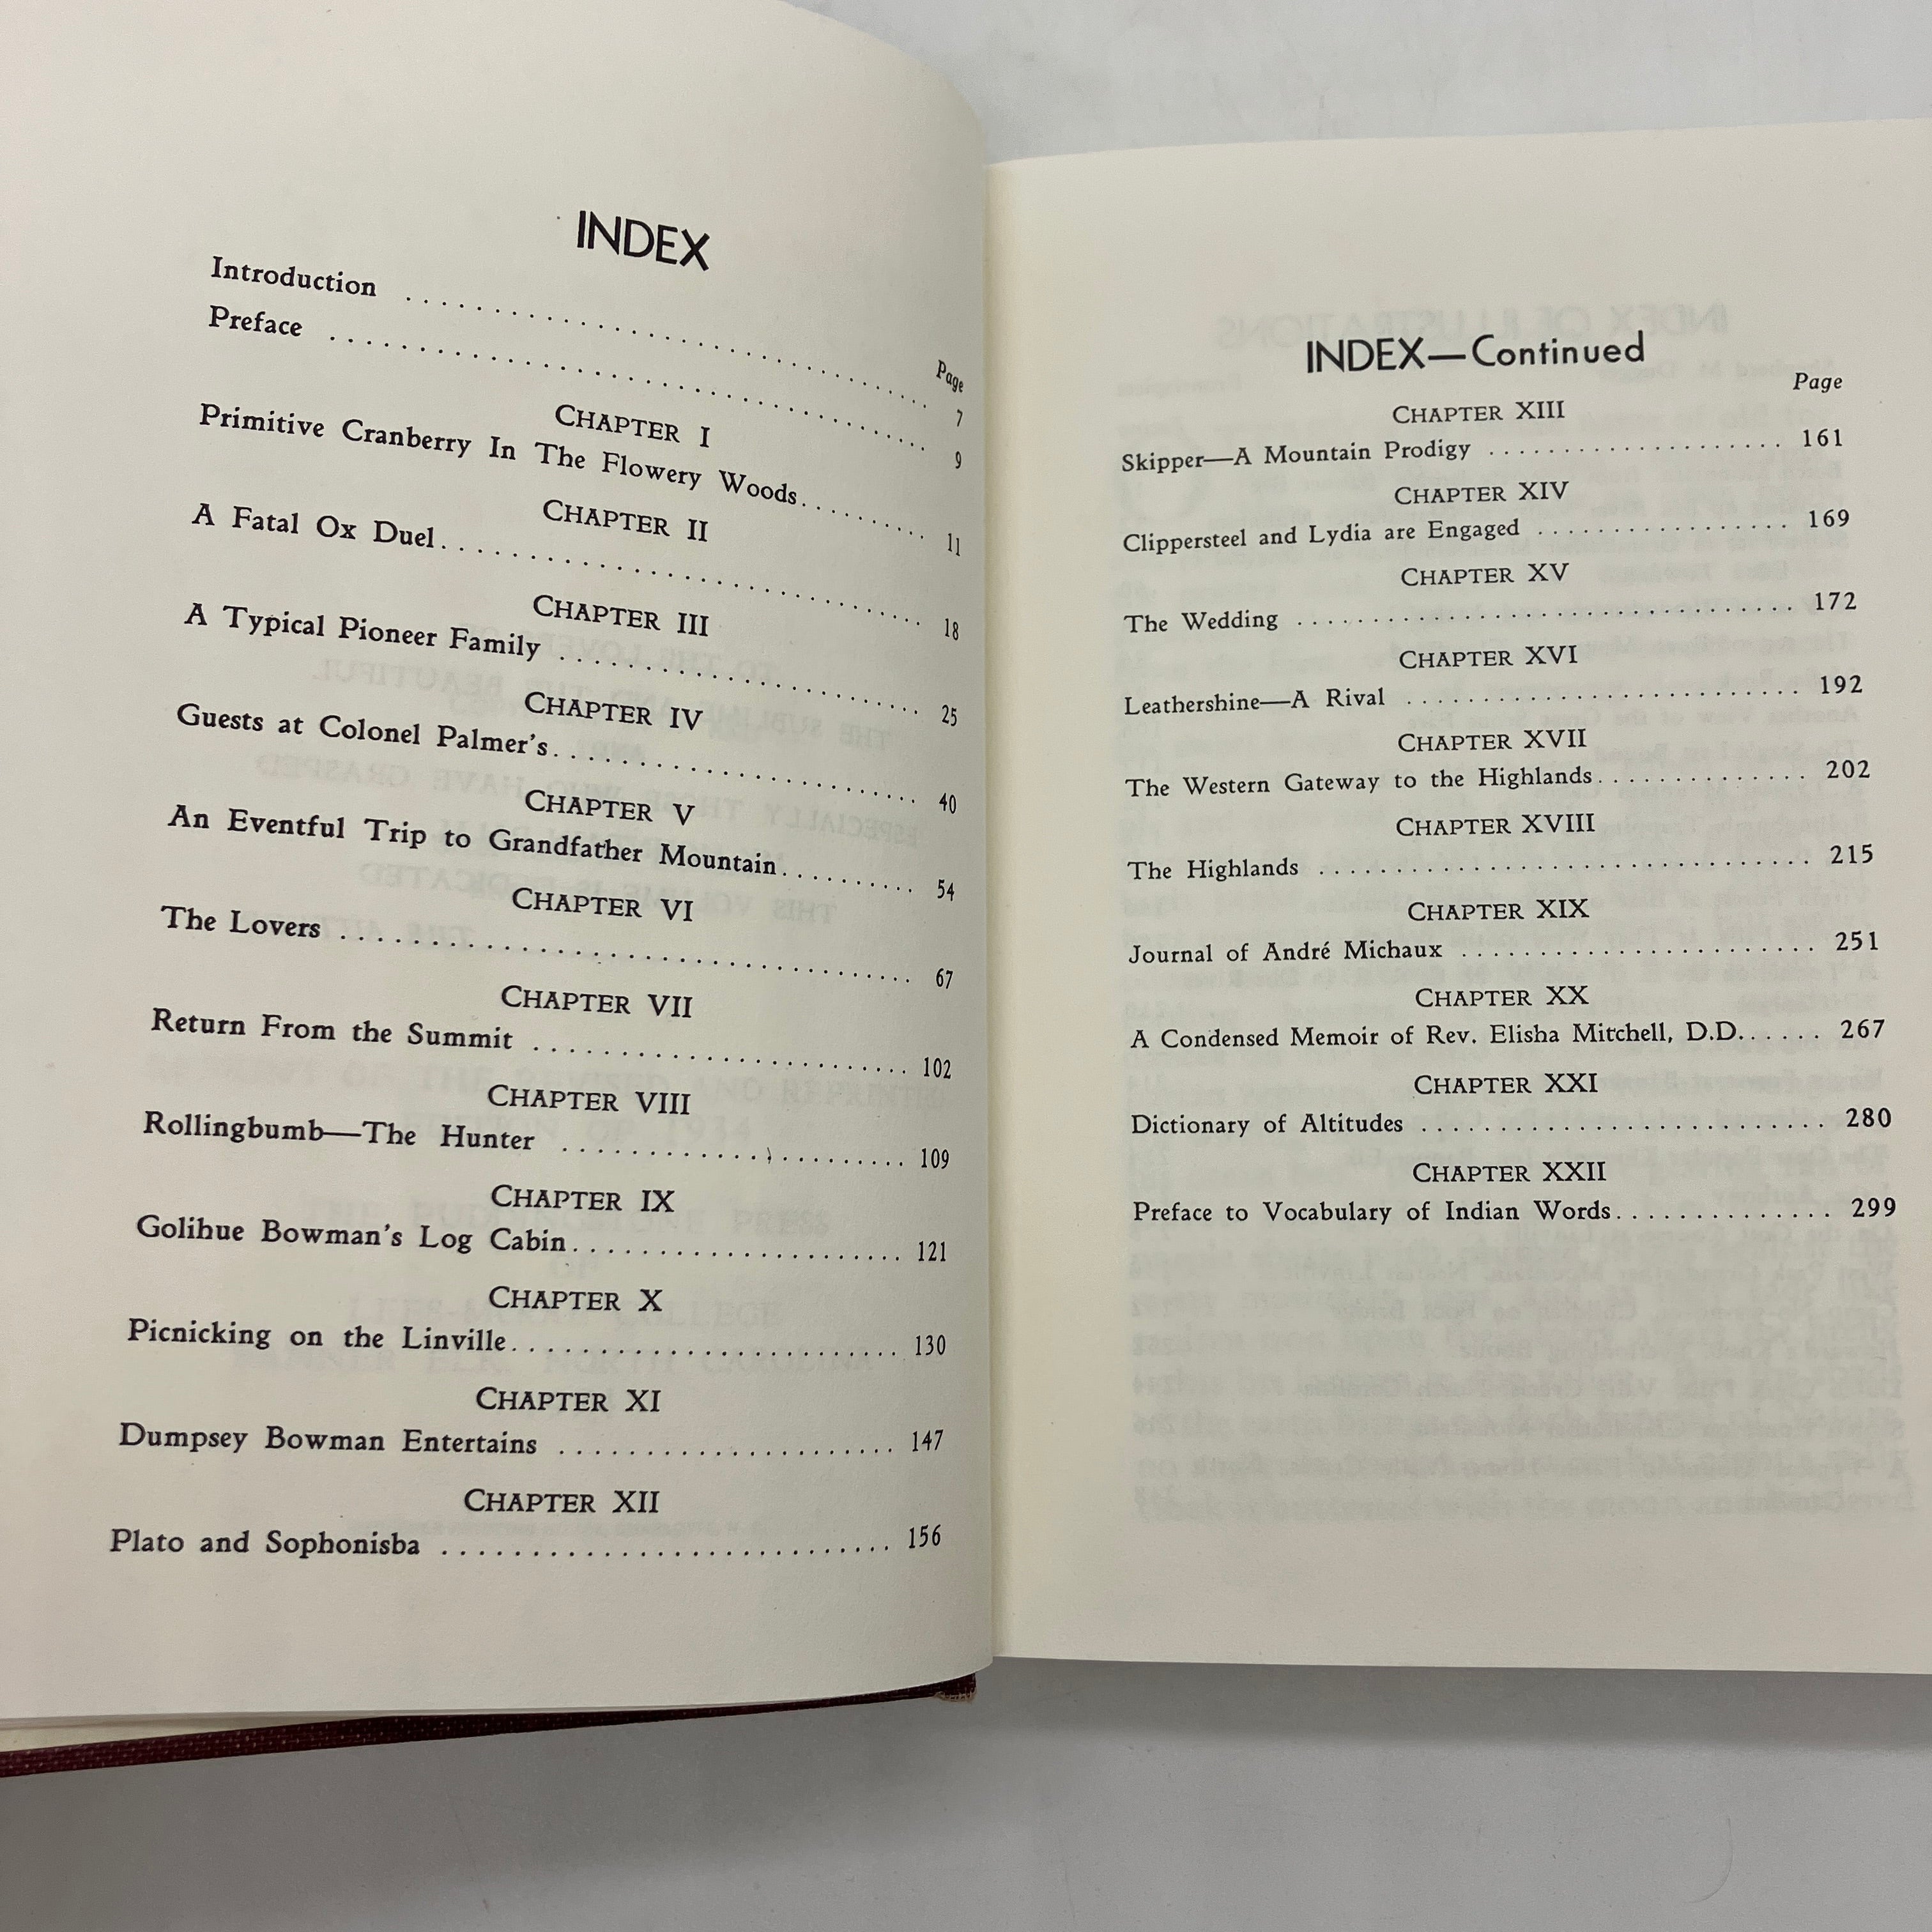 INDEX
Page
Introduction ........................ 7
Preface ........................ 9
CHAPTER I
Primitive Cranberry In The Flowery Woods........ 11
CHAPTER II
A Fatal Ox Duel........................ 18
CHAPTER III
A Typical Pioneer Family .................... 25
CHAPTER IV
Guests at Colonel Palmer's.................... 40
CHAPTER V
An Eventful Trip to Grandfather Mountain.......... 54
CHAPTER VI
The Lovers ................................ 67
CHAPTER VII
Return From the Summit ...................... 102
CHAPTER VIII
Rollingbumb—The Hunter .................... 109
CHAPTER IX
Golihue Bowman's Log Cabin.................... 121
CHAPTER X
Picnicking on the Linville...................... 130
CHAPTER XI
Dumpsey Bowman Entertains ................... 147
CHAPTER XII
Plato and Sophonisba ......................... 156
INDEX—Continued
Page
CHAPTER XIII
Skipper—A Mountain Prodigy .................. 161
CHAPTER XIV
Clippersteel and Lydia are Engaged ................ 169
CHAPTER XV
The Wedding ............................. 172
CHAPTER XVI
Leathershine—A Rival ....................... 192
CHAPTER XVII
The Western Gateway to the Highlands.............. 202
CHAPTER XVIII
The Highlands ............................ 215
CHAPTER XIX
Journal of André Michaux ..................... 251
CHAPTER XX
A Condensed Memoir of Rev. Elisha Mitchell, D.D...... 267
CHAPTER XXI
Dictionary of Altitudes ........................ 280
CHAPTER XXII
Preface to Vocabulary of Indian Words.............. 299